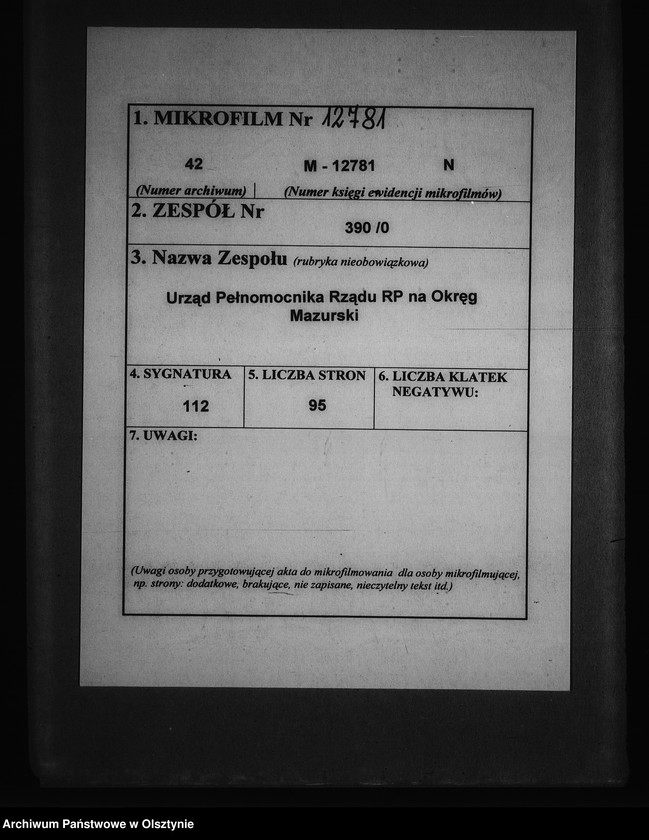 1. MIKROFILM Nr 12781
42 M - 12781 N
(Numer archiwum) (Numer księgi ewidencji mikrofilmów)
2. ZESPÓŁ Nr
390 /0
3. Nazwa Zespołu (rubryka nieobowiązkowa)
Urząd Pełnomocnika Rządu RP na Okręg
Mazurski
4. SYGNATURA 5. LICZBA STRON 6. LICZBA KLATEK
NEGATYWU:
112 95
7. UWAGI:
(Uwagi osoby przygotowującej akta do mikrofilmowania dla osoby mikrofilmującej,
np. strony: dodatkowe, brakujące, nie zapisane, nieczytelny tekst itd.)
Archiwum Państwowe w Olsztynie